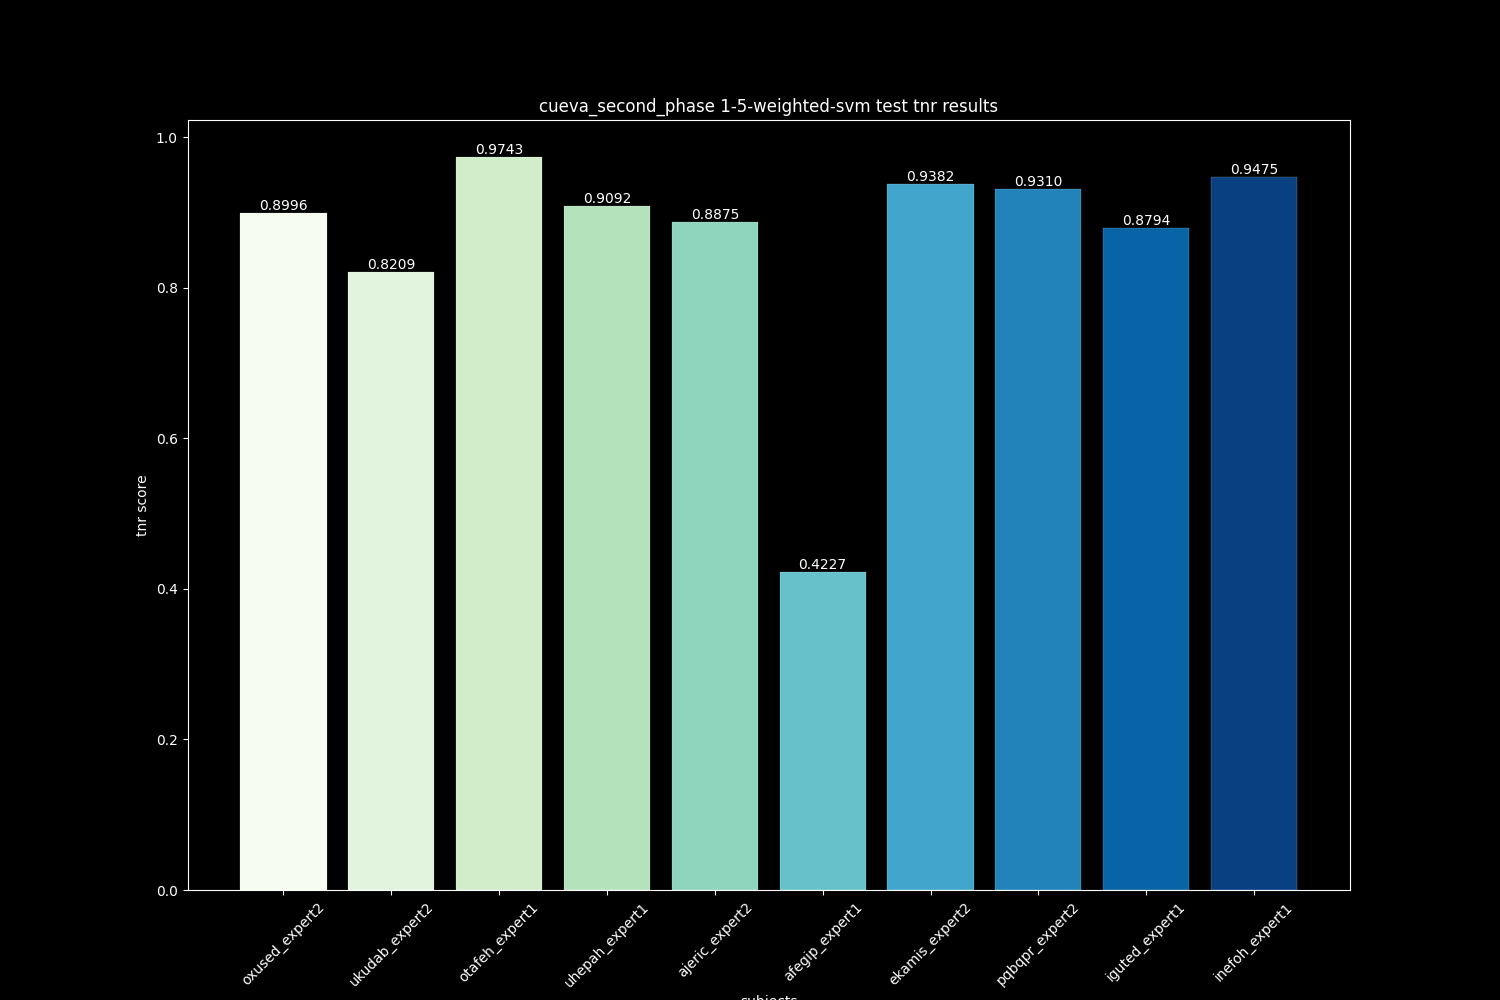 cueva_second_phase 1-5-weighted-svm test tnr results
1.0
0.8
0.6
0.4
0.2
0.0
tnr score
0.8996
0.8209
0.9743
0.9092
0.8875
0.4227
0.9382
0.9310
0.8794
0.9475
oxused_expert2
ukudab_expert2
otafeh_expert1
uhepah_expert1
ajeric_expert2
afegip_expert1
ekamis_expert2
pqbqpr_expert2
iguted_expert1
inefoh_expert1
subjects